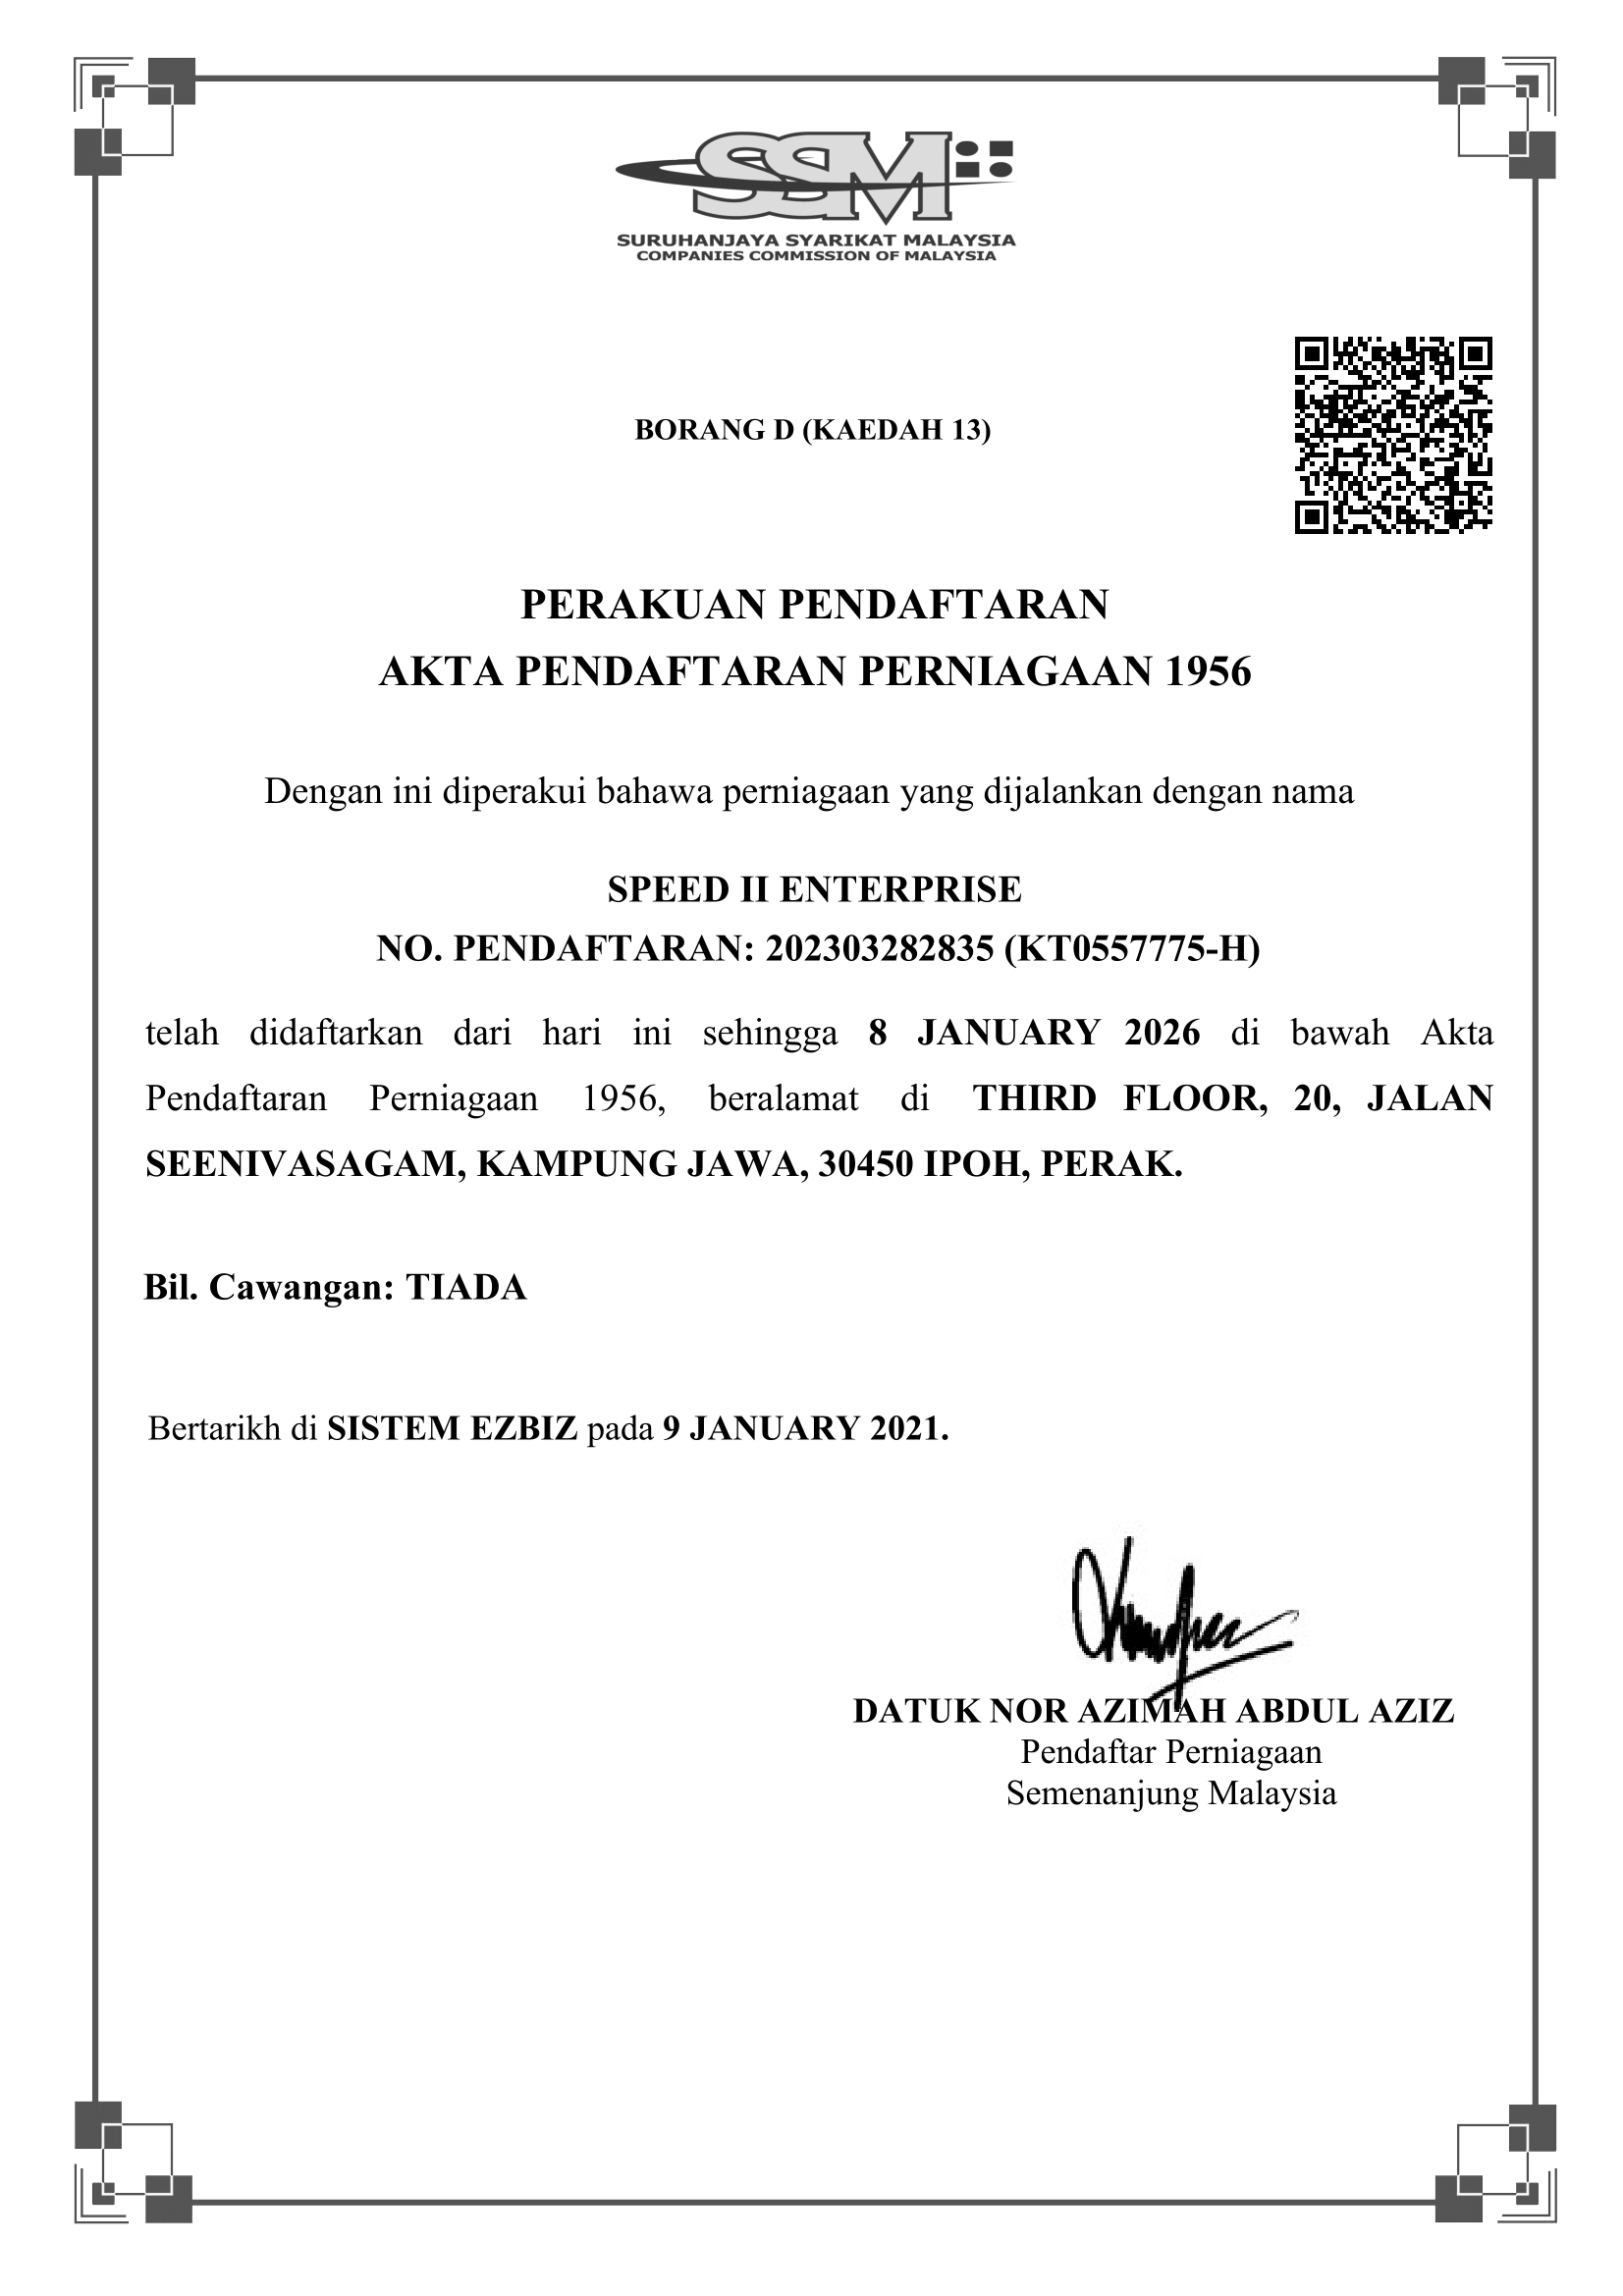 SSM
SURUHANJAYA SYARIKAT MALAYSIA
COMPANIES COMMISSION OF MALAYSIA
BORANG D (KAEDAH 13)
PERAKUAN PENDAFTARAN
AKTA PENDAFTARAN PERNIAGAAN 1956
Dengan ini diperakui bahawa perniagaan yang dijalankan dengan nama
SPEED II ENTERPRISE
NO. PENDAFTARAN: 202303282835 (KT0557775-H)
telah didaftarkan dari hari ini sehingga 8 JANUARY 2026 di bawah Akta
Pendaftaran Perniagaan 1956, beralamat di THIRD FLOOR, 20, JALAN
SEENIVASAGAM, KAMPUNG JAWA, 30450 IPOH, PERAK.
Bil. Cawangan: TIADA
Bertarikh di SISTEM EZBIZ pada 9 JANUARY 2021.
DATUK NOR AZIMAH ABDUL AZIZ
Pendaftar Perniagaan
Semenanjung Malaysia